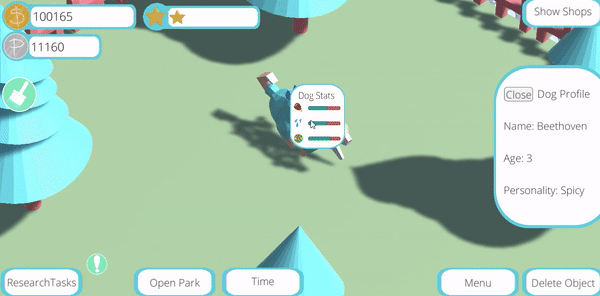 100165
Show Shops
11160
Dog Stats
Close Dog Profile
Name: Beethoven
Age: 3
Personality: Spicy
ResearchTasks
!
Open Park
Time
Menu
Delete Object